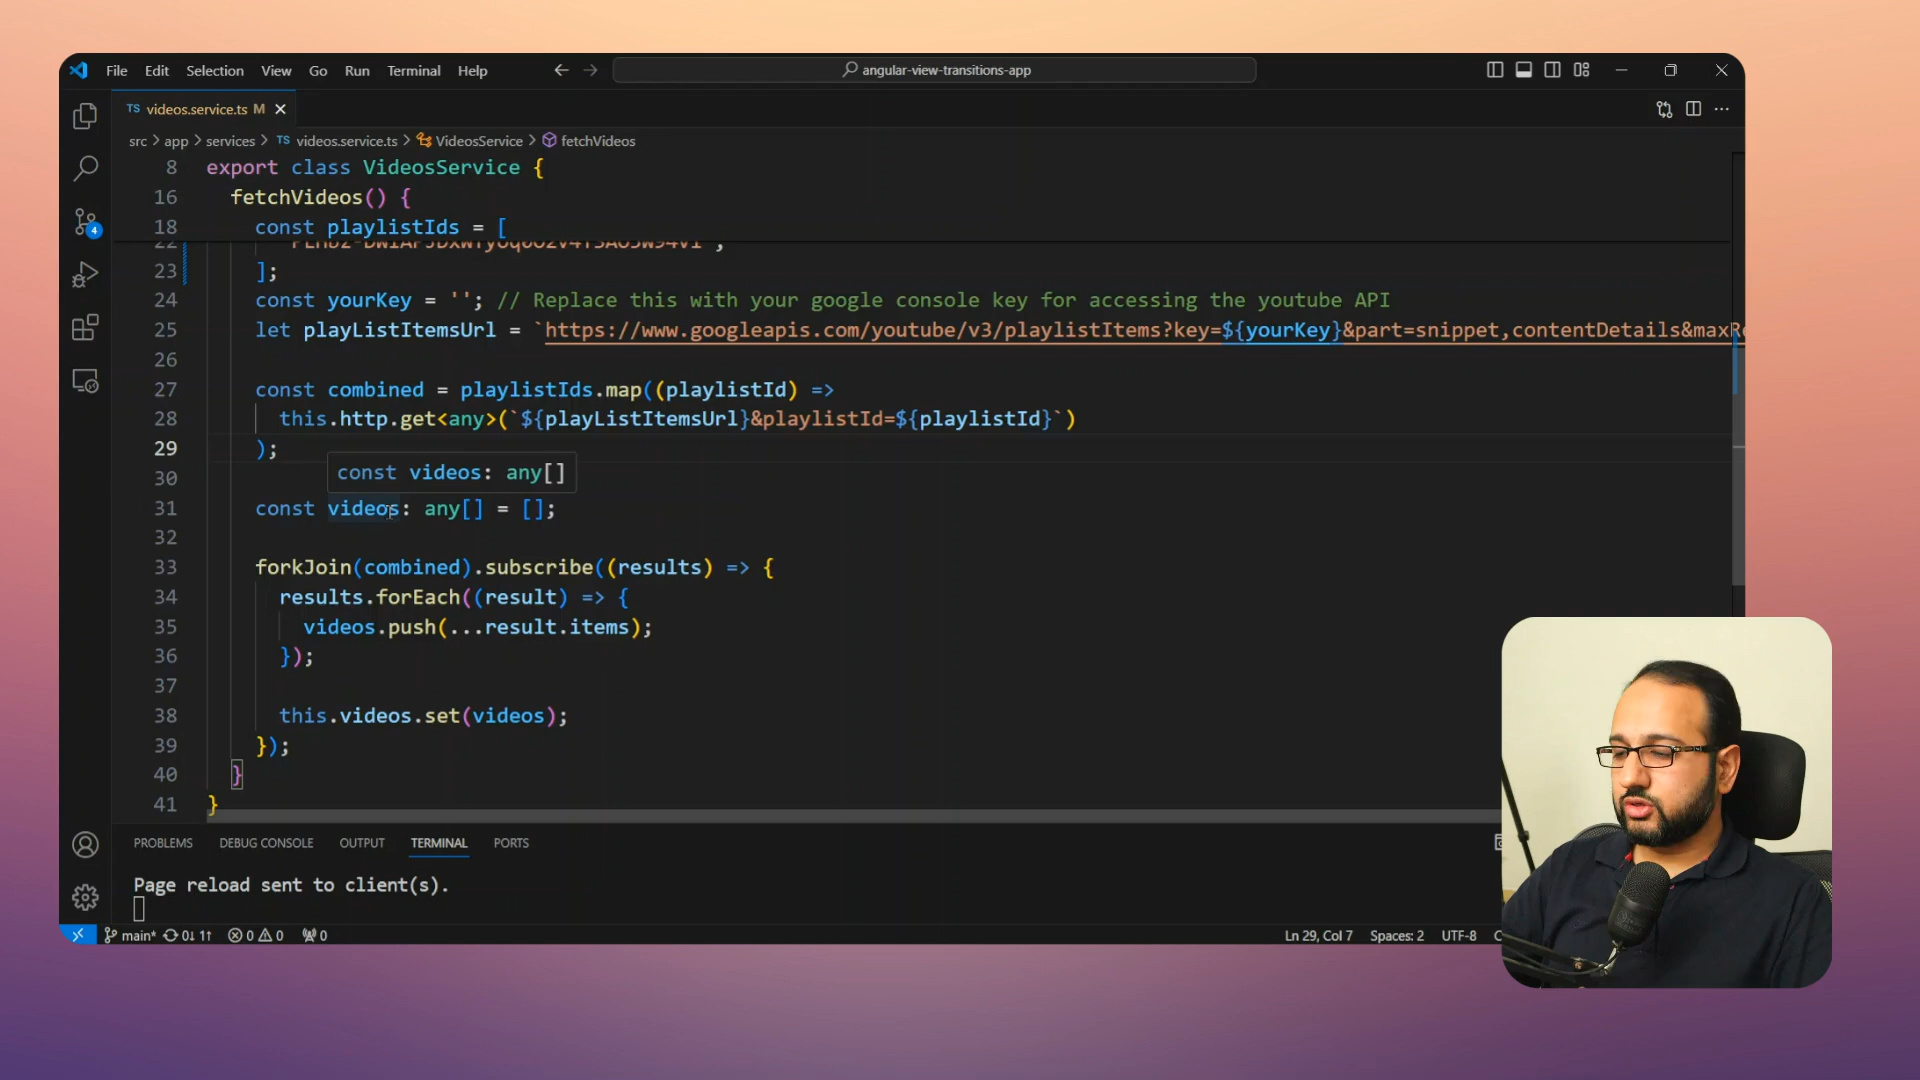 File Edit Selection View Go Run Terminal Help
angular-view-transitions-app
TS videos.service.ts M
src > app > services > TS videos.service.ts > VideosService > fetchVideos
8 export class VideosService {
16 fetchVideos() {
18 const playlistIds = [
22
23 ];
24 const yourKey = ''; // Replace this with your google console key for accessing the youtube API
25 let playListItemsUrl = `https://www.googleapis.com/youtube/v3/playlistItems?key=${yourKey}&part=snippet,contentDetails&maxRe
26
27 const combined = playlistIds.map((playlistId) =>
28 this.http.get<any>(`${playListItemsUrl}&playlistId=${playlistId}`)
29 );
const videos: any[]
30
31 const videos: any[] = [];
32
33 forkJoin(combined).subscribe((results) => {
34 results.forEach((result) => {
35 videos.push(...result.items);
36 });
37
38 this.videos.set(videos);
39 });
40 }
41 }
PROBLEMS DEBUG CONSOLE OUTPUT TERMINAL PORTS
Page reload sent to client(s).
main* 0↓ 1↑ 0 0 0 Ln 29, Col 7 Spaces: 2 UTF-8
4